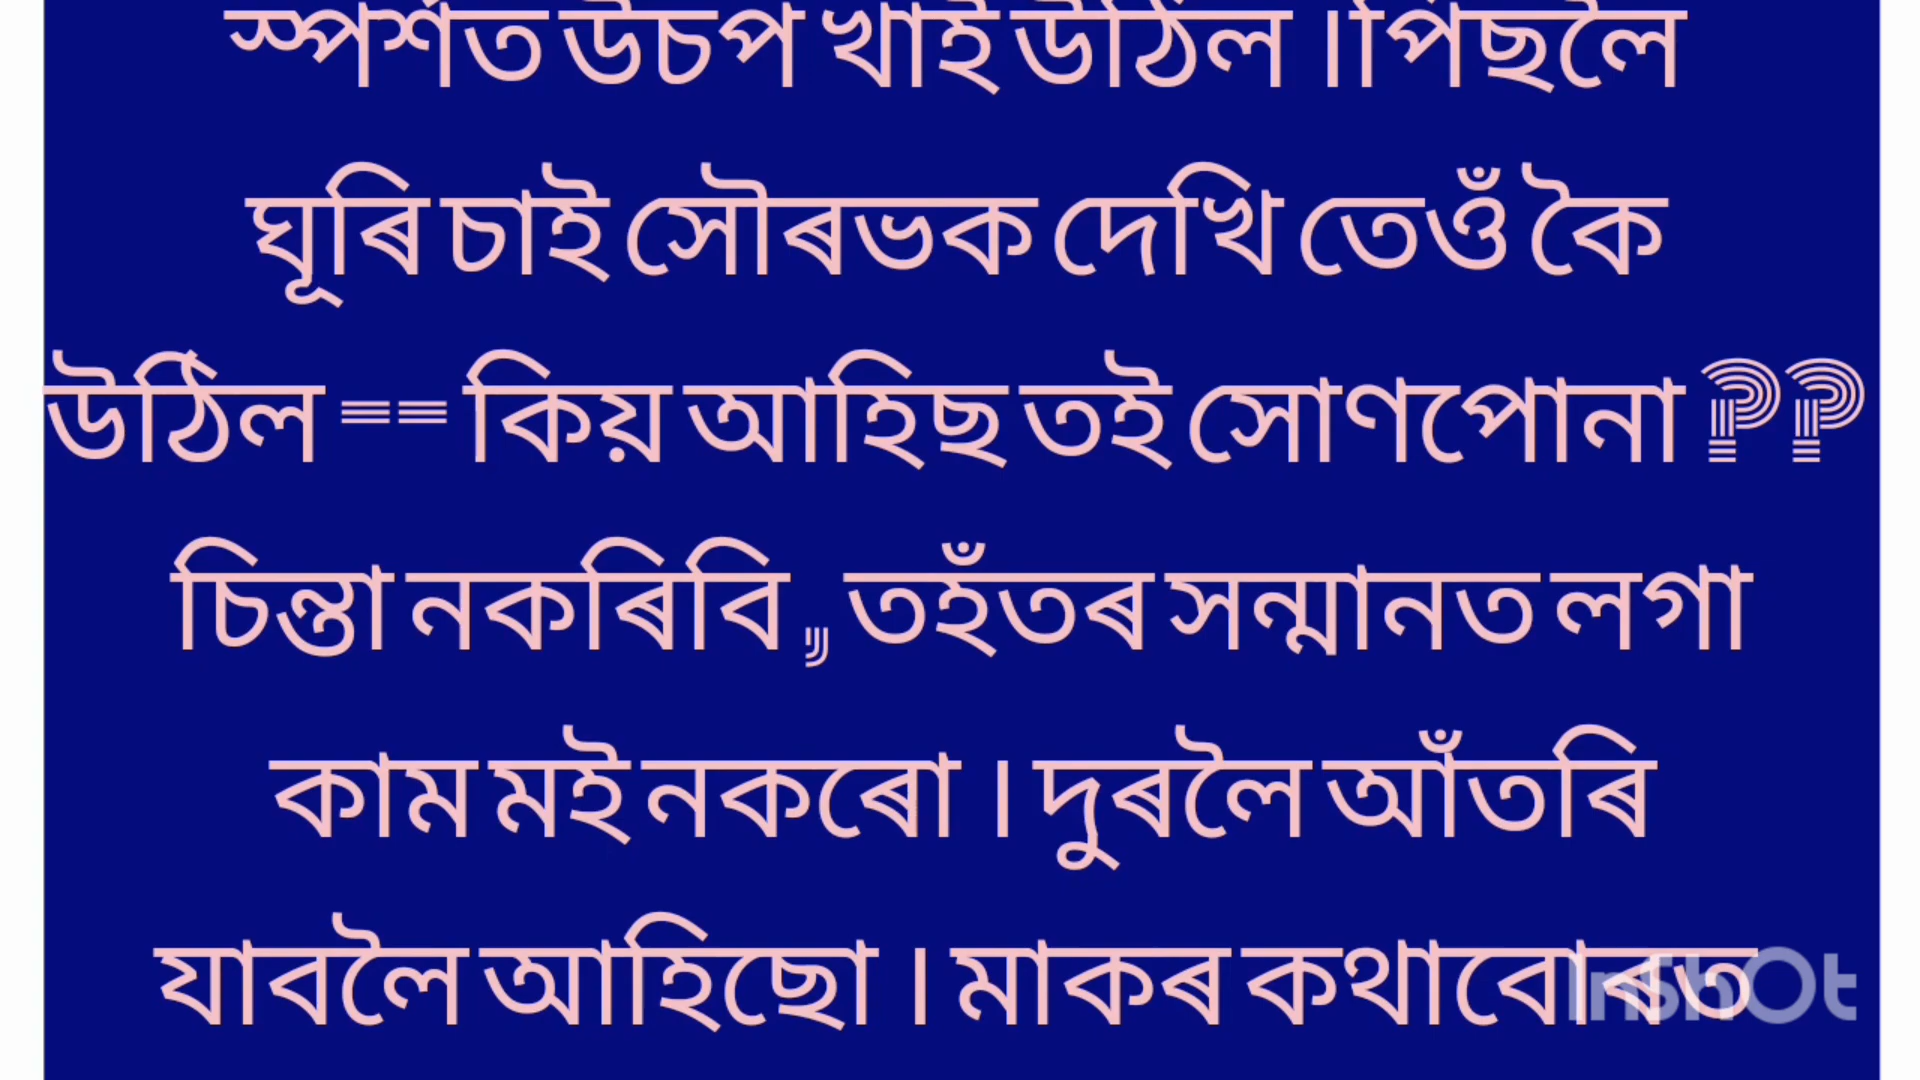 স্পৰ্শত উচপ খাই উঠিল ।পিছলৈ
ঘূৰি চাই সৌৰভক দেখি তেওঁ কৈ
উঠিল == কিয় আহিছ তই সোণপোনা ??
চিন্তা নকৰিবি , তহঁতৰ সন্মানত লগা
কাম মই নকৰো । দুৰলৈ আঁতৰি
যাবলৈ আহিছো । মাকৰ কথাবোৰত
InShOt